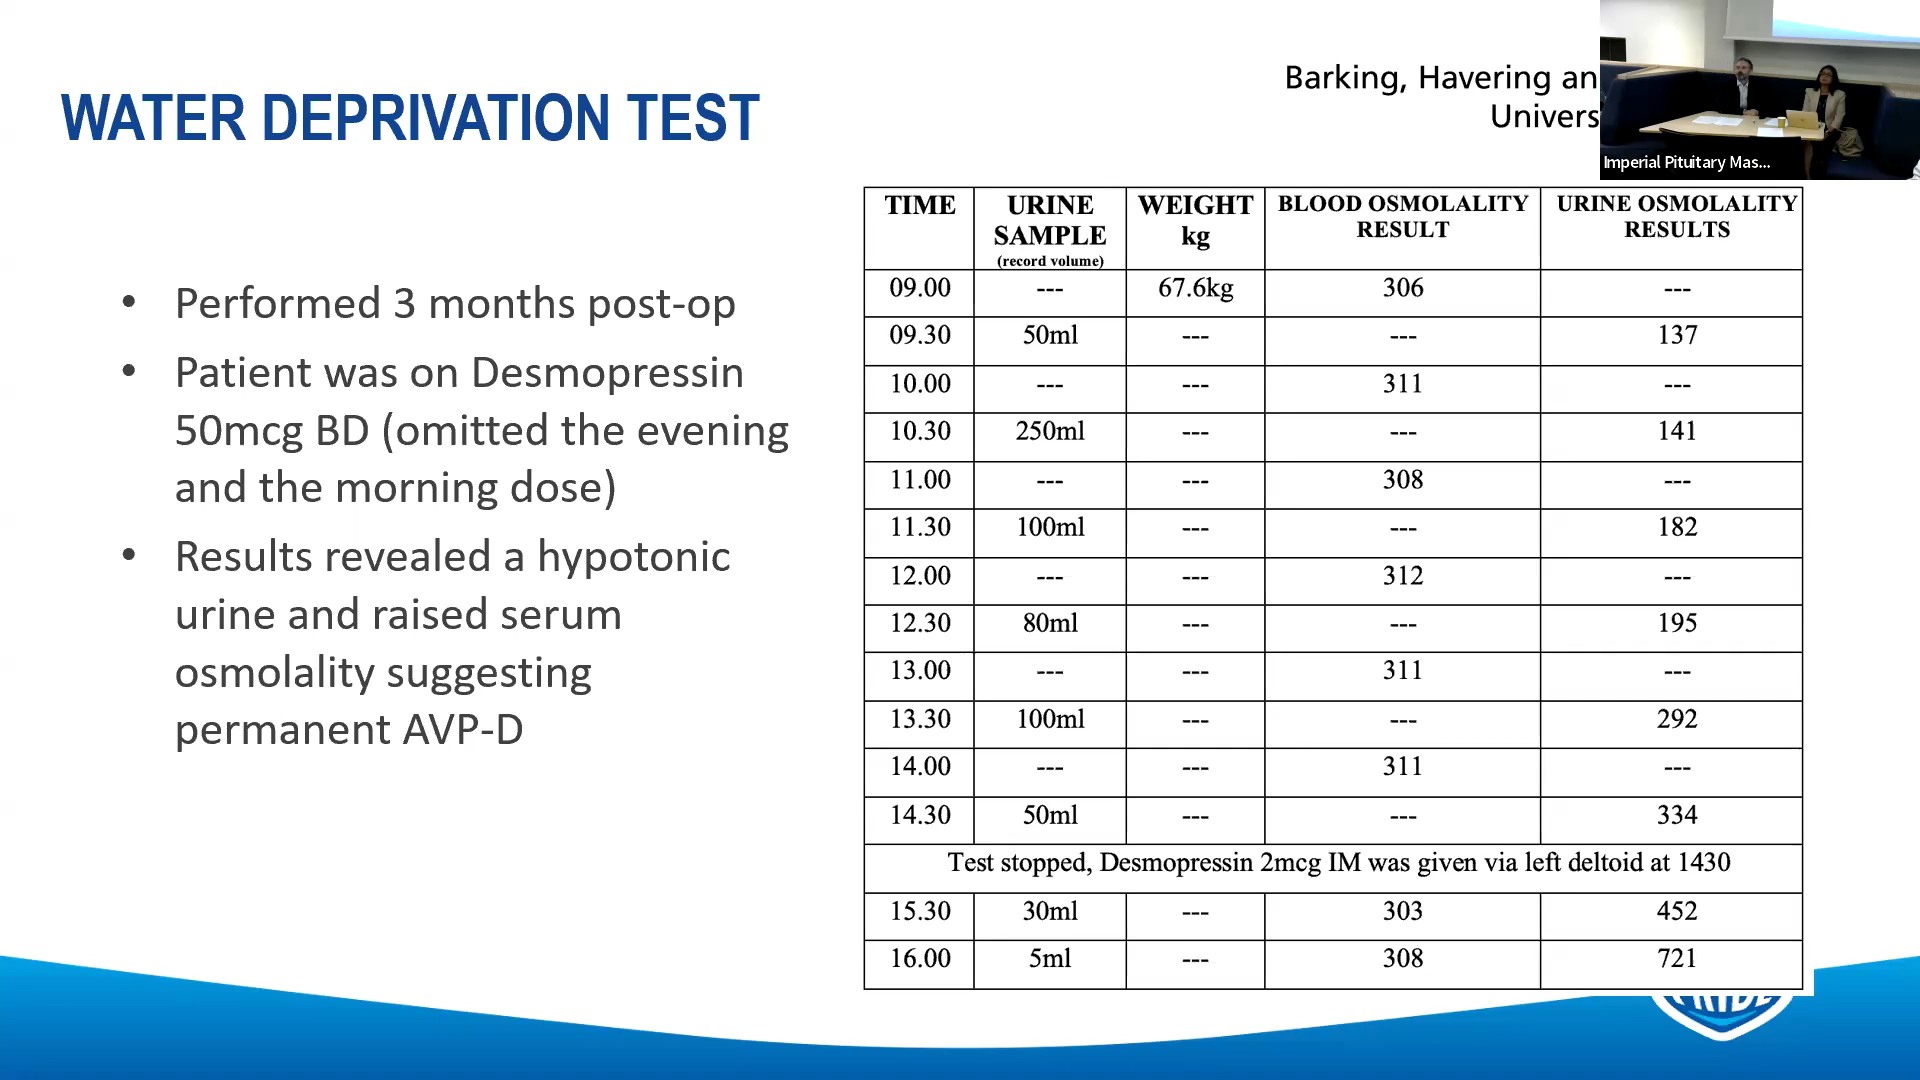 WATER DEPRIVATION TEST
Barking, Havering an
Univers
Imperial Pituitary Mas...
• Performed 3 months post-op
• Patient was on Desmopressin
50mcg BD (omitted the evening
and the morning dose)
• Results revealed a hypotonic
urine and raised serum
osmolality suggesting
permanent AVP-D
TIME URINE SAMPLE (record volume) WEIGHT kg BLOOD OSMOLALITY RESULT URINE OSMOLALITY RESULTS
09.00 --- 67.6kg 306 ---
09.30 50ml --- --- 137
10.00 --- --- 311 ---
10.30 250ml --- --- 141
11.00 --- --- 308 ---
11.30 100ml --- --- 182
12.00 --- --- 312 ---
12.30 80ml --- --- 195
13.00 --- --- 311 ---
13.30 100ml --- --- 292
14.00 --- --- 311 ---
14.30 50ml --- --- 334
Test stopped, Desmopressin 2mcg IM was given via left deltoid at 1430
15.30 30ml --- 303 452
16.00 5ml --- 308 721